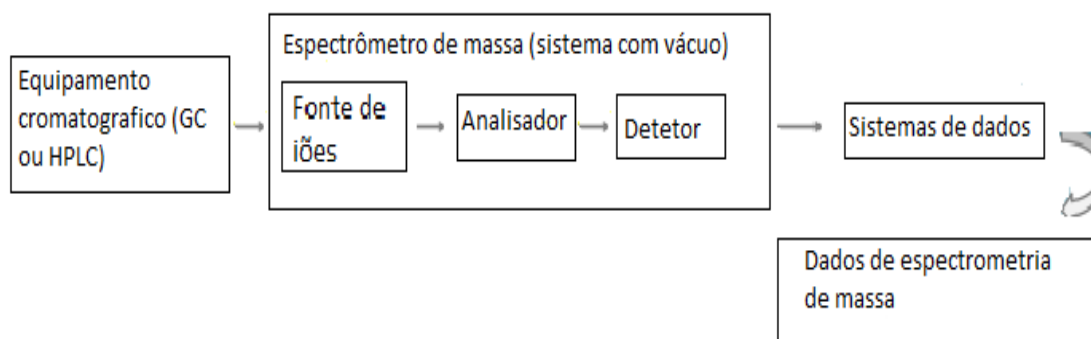 Equipamento
cromatografico (GC
ou HPLC)
Espectrômetro de massa (sistema com vácuo)
Fonte de
iões
Analisador
Detetor
Sistemas de dados
Dados de espectrometria
de massa